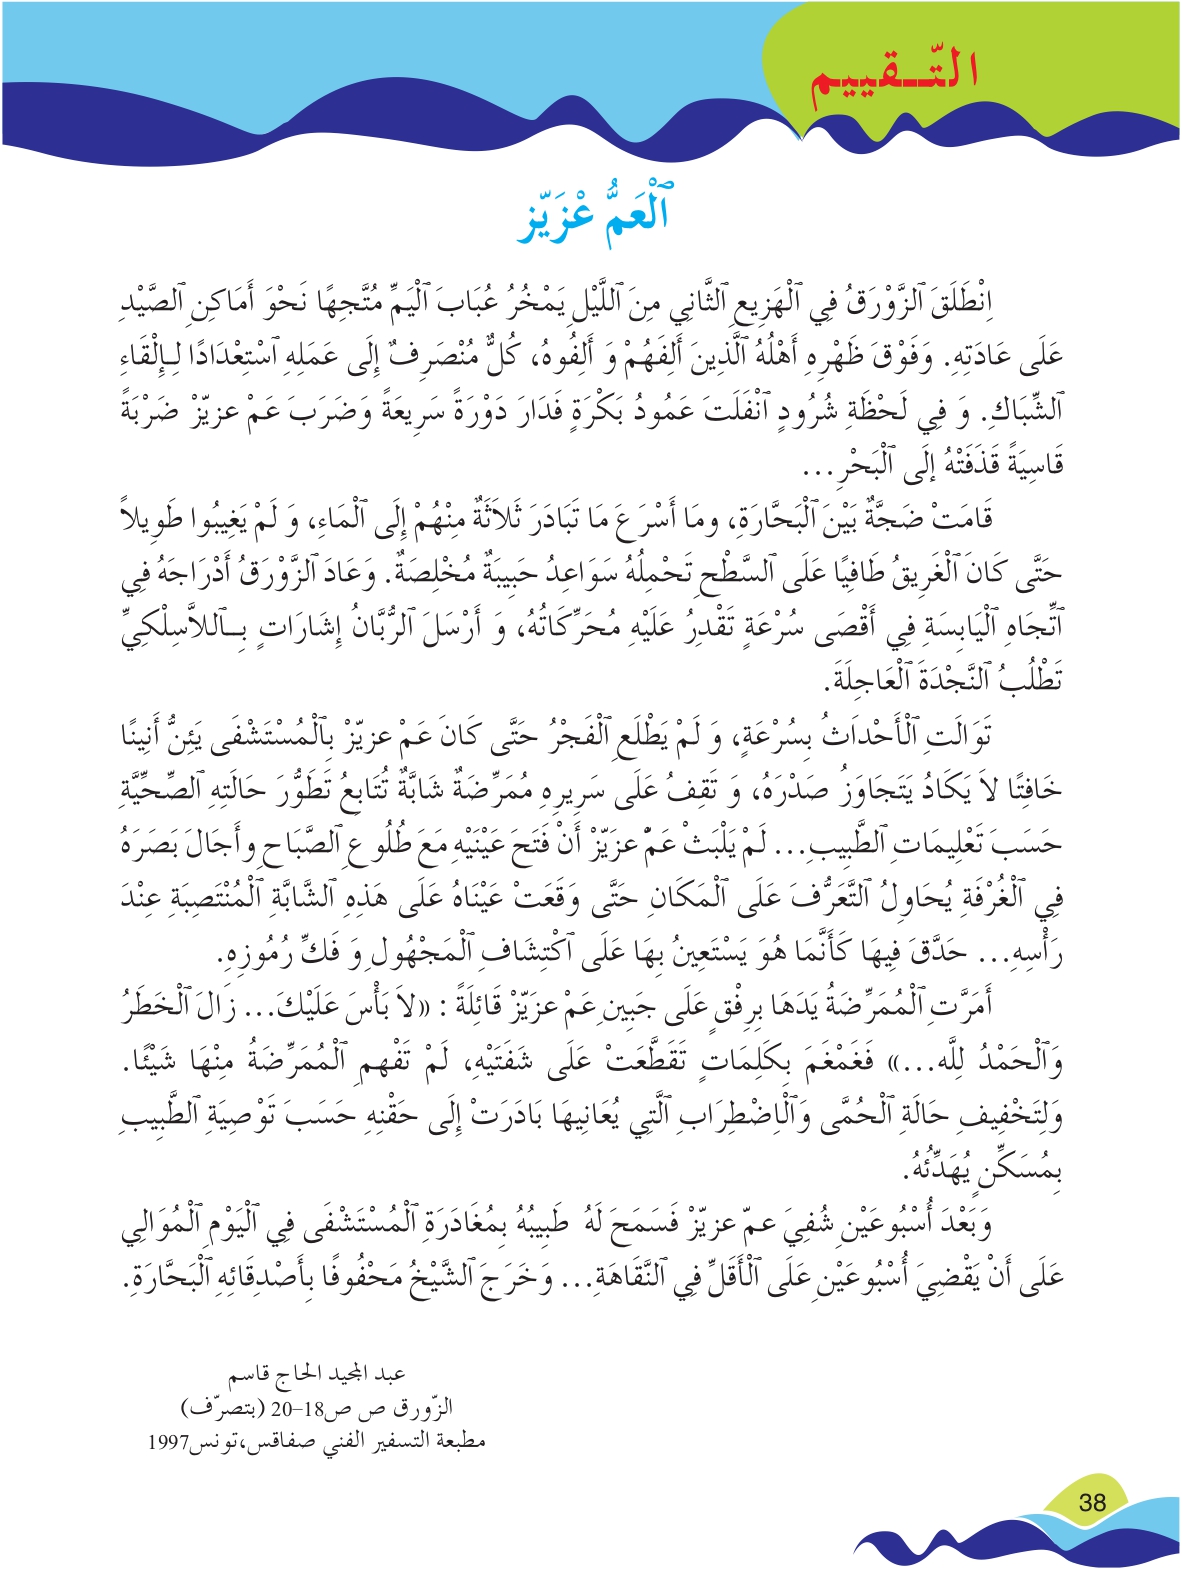 التّـــقييم
ٱلْعَمُّ عْزَيّز
اِنْطَلَقَ ٱلزَّوْرَقُ فِي ٱلْهَزِيعِ ٱلثَّانِي مِنَ ٱللَّيْلِ يَمْخُرُ عُبَابَ ٱلْيَمِّ مُتَّجِهًا نَحْوَ أَمَاكِنِ ٱلصَّيْدِ
عَلَى عَادَتِهِ. وَفَوْقَ ظَهْرِهِ أَهْلُهُ ٱلَّذِينَ أَلِفَهُمْ وَ أَلِفُوهُ، كُلٌّ مُنْصَرِفٌ إِلَى عَمَلِهِ ٱسْتِعْدَادًا لِـإِلْقَاءِ
ٱلشِّبَاكِ. وَ فِي لَحْظَةِ شُرُودٍ ٱنْفَلَتَ عَمُودُ بَكْرَةٍ فَدَارَ دَوْرَةً سَرِيعَةً وَضَرَبَ عَمْ عزيّزْ ضَرْبَةً
قَاسِيَةً قَذَفَتْهُ إلَى ٱلْبَحْرِ...
قَامَتْ ضَجَّةٌ بَيْنَ ٱلْبَحَّارَةِ، ومَا أَسْرَعَ مَا تَبَادَرَ ثَلاَثَةٌ مِنْهُمْ إِلَى ٱلْمَاءِ، وَ لَمْ يَغِيبُوا طَوِيلاً
حَتَّى كَانَ ٱلْغَرِيقُ طَافِيًا عَلَى ٱلسَّطْحِ تَحْمِلُهُ سَوَاعِدُ حَبِيبَةٌ مُخْلِصَةٌ. وَعَادَ ٱلزَّوْرَقُ أَدْرَاجَهُ فِي
ٱتِّجَاهِ ٱلْيَابِسَةِ فِي أَقْصَى سُرْعَةٍ تَقْدِرُ عَلَيْهِ مُحَرِّكَاتُهُ، وَ أَرْسَلَ ٱلرُّبَّانُ إِشَارَاتٍ بِـٱللاَّسِلْكِيِّ
تَطْلُبُ ٱلنَّجْدَةَ ٱلْعَاجِلَةَ.
تَوَالَتِ ٱلْأَحْدَاثُ بِسُرْعَةٍ، وَ لَمْ يَطْلَعِ ٱلْفَجْرُ حَتَّى كَانَ عَمْ عزيّزْ بِٱلْمُسْتَشْفَى يَئِنُّ أَنِينًا
خَافِتًا لاَ يَكَادُ يَتَجَاوَزُ صَدْرَهُ، وَ تَقِفُ عَلَى سَرِيرِهِ مُمَرِّضَةٌ شَابَّةٌ تُتَابِعُ تَطَوُّرَ حَالَتِهِ ٱلصِّحِّيَّةِ
حَسَبَ تَعْلِيمَاتِ ٱلطَّبِيبِ... لَمْ يَلْبَثْ عَمّْ عزَيّزْ أَنْ فَتَحَ عَيْنَيْهِ مَعَ طُلُوعِ ٱلصَّبَاحِ وأَجَالَ بَصَرَهُ
فِي ٱلْغُرْفَةِ يُحَاوِلُ ٱلتَّعَرُّفَ عَلَى ٱلْمَكَانِ حَتَّى وَقَعَتْ عَيْنَاهُ عَلَى هَذِهِ ٱلشَّابَّةِ ٱلْمُنْتَصِبَةِ عِنْدَ
رَأْسِهِ... حَدَّقَ فِيهَا كَأَنَّمَا هُوَ يَسْتَعِينُ بِهَا عَلَى ٱكْتِشَافِ ٱلْمَجْهُولِ وَ فَكِّ رُمُوزِهِ.
أَمَرَّتِ ٱلْمُمَرِّضَةُ يَدَهَا بِرِفْقٍ عَلَى جَبِينِ عَمْ عزَيّزْ قَائِلَةً : «لاَ بَأْسَ عَلَيْكَ... زَالَ ٱلْخَطَرُ
وَٱلْحَمْدُ لِلَّه...» فَغَمْغَمَ بِكَلِمَاتٍ تَقَطَّعَتْ عَلَى شَفَتَيْهِ، لَمْ تَفْهمِ ٱلْمُمَرِّضَةُ مِنْهَا شَيْئًا.
وَلِتَخْفِيفِ حَالَةِ ٱلْحُمَّى وَٱلْاِضْطِرَابِ ٱلَّتِي يُعَانِيهَا بَادَرَتْ إِلَى حَقْنِهِ حَسَبَ تَوْصِيَةِ ٱلطَّبِيبِ
بِمُسَكِّنٍ يُهَدِّئُهُ.
وَبَعْدَ أُسْبُوعَيْنِ شُفِيَ عمّ عزيّزْ فَسَمَحَ لَهُ طَبِيبُهُ بِمُغَادَرَةِ ٱلْمُسْتَشْفَى فِي ٱلْيَوْمِ ٱلْمُوَالِي
عَلَى أَنْ يَقْضِيَ أُسْبُوعَيْنِ عَلَى ٱلْأَقَلِّ فِي ٱلنَّقَاهَةِ... وَخَرَجَ ٱلشَّيْخُ مَحْفُوفًا بِأَصْدِقَائِهِ ٱلْبَحَّارَةِ.
عبد المجيد الحاج قاسم
الزّورق ص ص18–20 (بتصرّف)
مطبعة التسفير الفني صفاقس،تونس1997
38